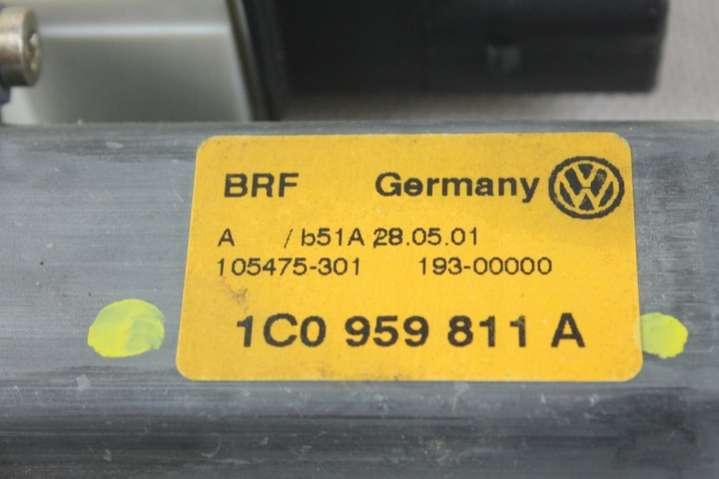 BRF Germany
A / b51A 28.05.01
105475-301 193-00000
1C0 959 811 A